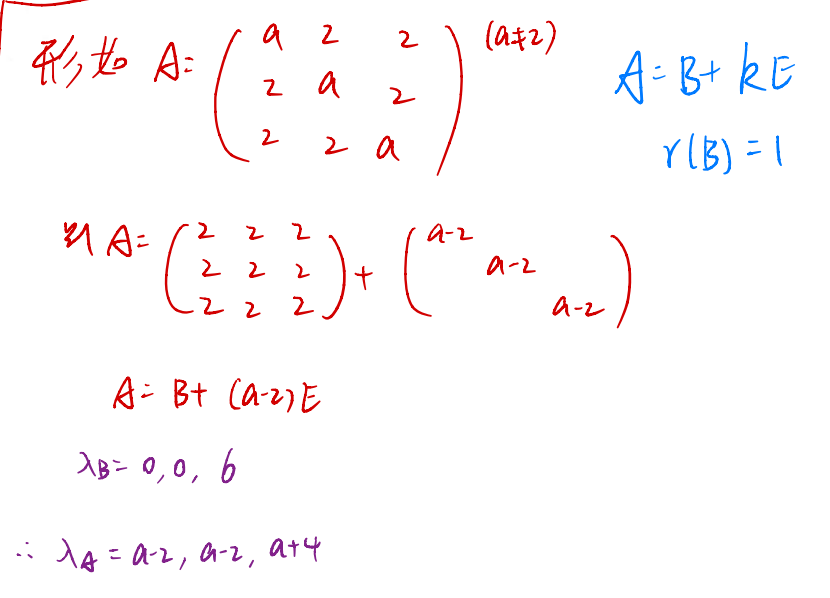 形如 A= ( a 2 2 (a≠2)
2 a 2
2 2 a )
A=B+kE
r(B)=1
则 A= ( 2 2 2
2 2 2
2 2 2 ) + ( a-2
a-2
a-2 )
A= B+ (a-2)E
λB= 0, 0, 6
∴ λA = a-2, a-2, a+4